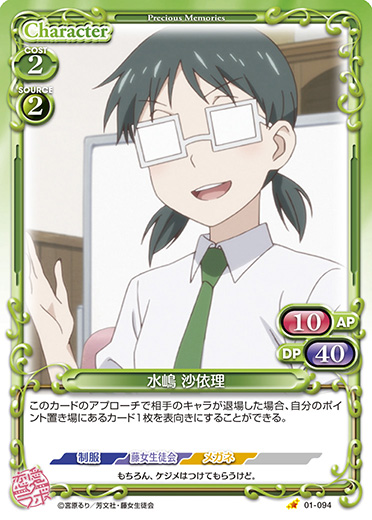 Precious Memories
Character
COST
2
SOURCE
2
10 AP
DP 40
水嶋 沙依理
このカードのアプローチで相手のキャラが退場した場合、自分のポイ
ント置き場にあるカード1枚を表向きにすることができる。
制服 藤女生徒会 メガネ
もちろん、ケジメはつけてもらうけど。
恋愛
ラボ
©宮原るり/芳文社・藤女生徒会
01-094